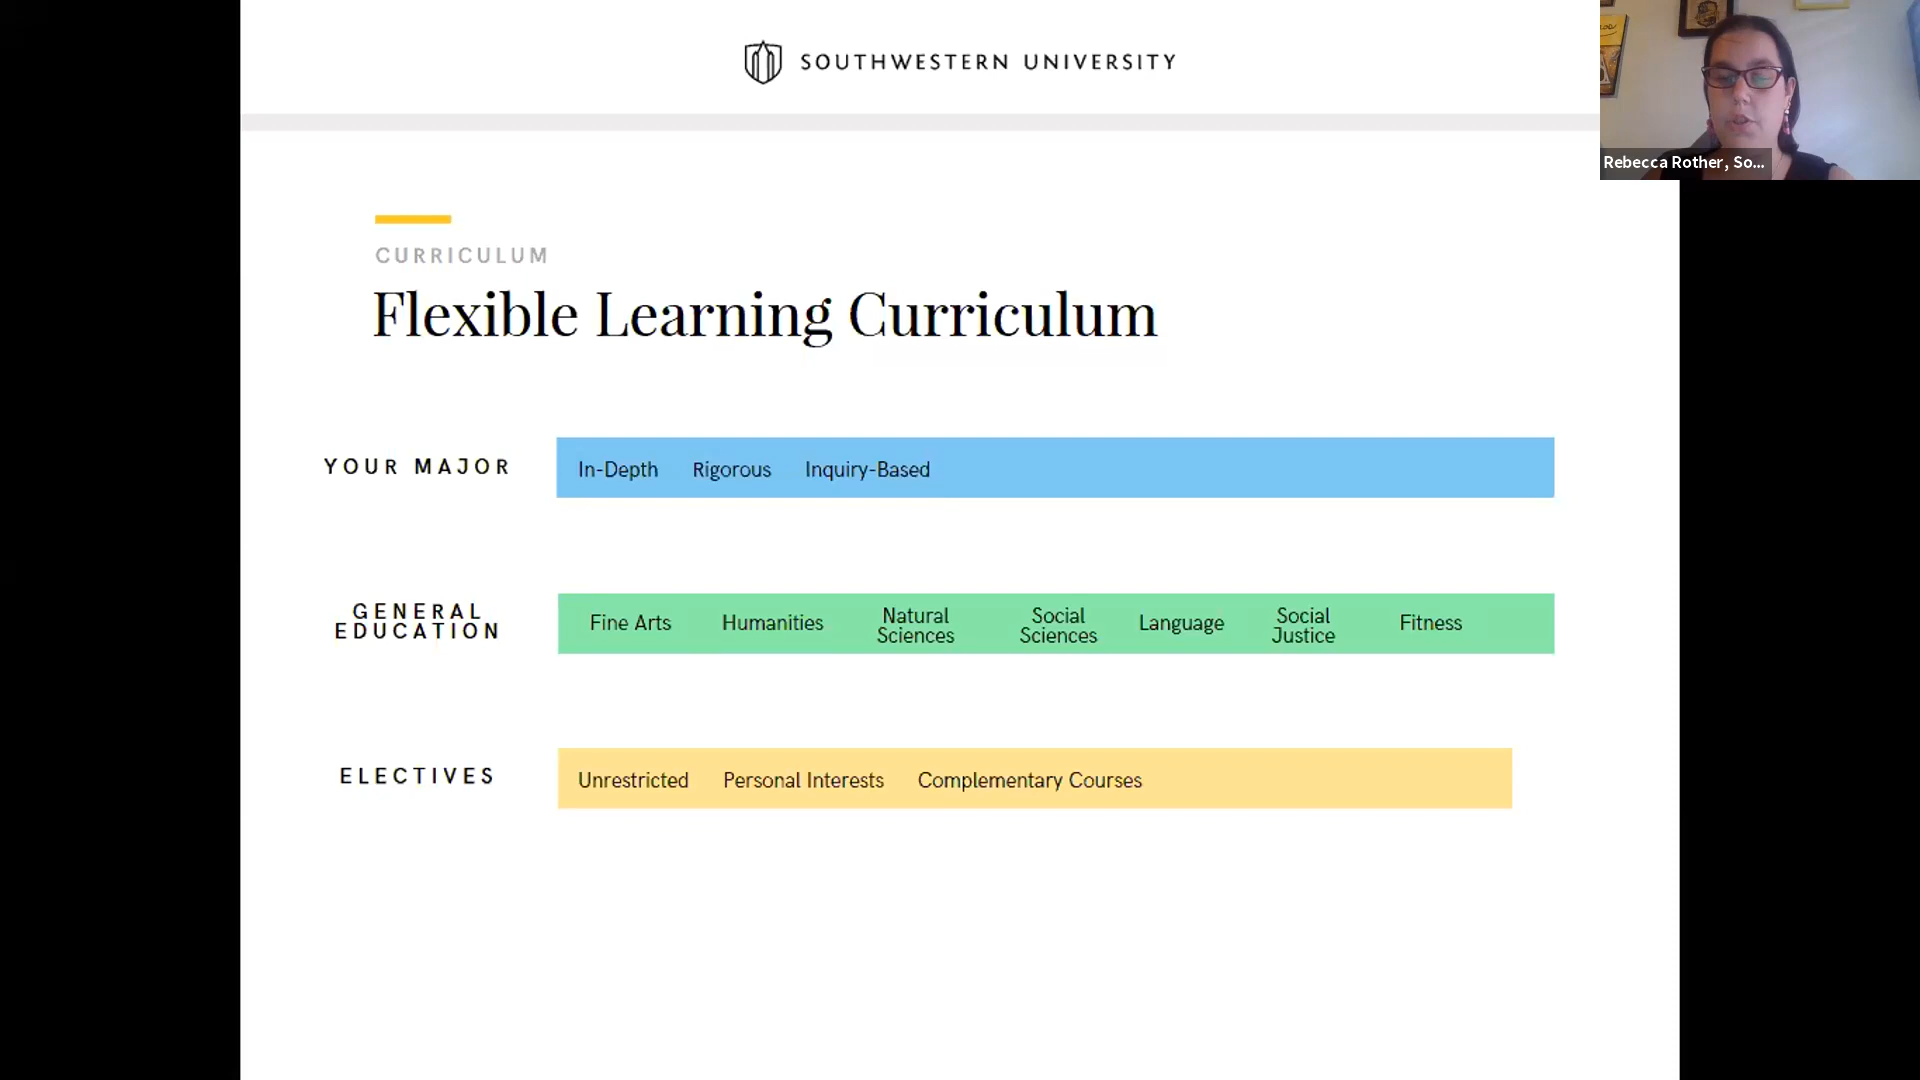 SOUTHWESTERN UNIVERSITY
Rebecca Rother, So...
CURRICULUM
Flexible Learning Curriculum
YOUR MAJOR
In-Depth Rigorous Inquiry-Based
GENERAL
EDUCATION
Fine Arts Humanities Natural Sciences Social Sciences Language Social Justice Fitness
ELECTIVES
Unrestricted Personal Interests Complementary Courses